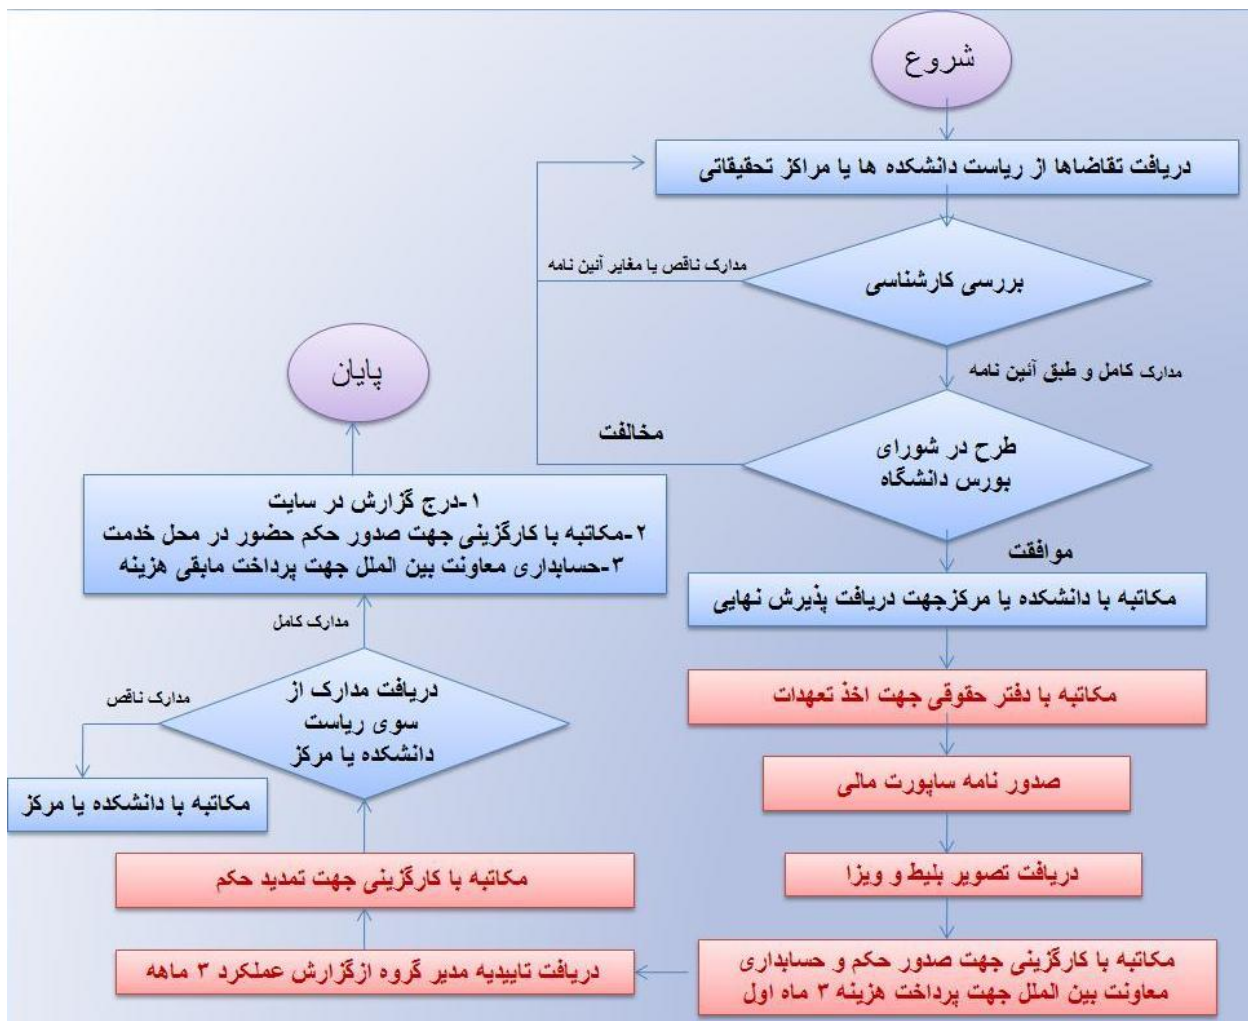 شروع
دریافت تقاضاها از ریاست دانشکده ها یا مراکز تحقیقاتی
بررسی کارشناسی
مدارک ناقص یا مغایر آئین نامه
مدارک کامل و طبق آئین نامه
طرح در شورای
بورس دانشگاه
مخالفت
موافقت
مکاتبه با دانشکده یا مرکزجهت دریافت پذیرش نهایی
مکاتبه با دفتر حقوقی جهت اخذ تعهدات
صدور نامه ساپورت مالی
دریافت تصویر بلیط و ویزا
مکاتبه با کارگزینی جهت صدور حکم و حسابداری
معاونت بین الملل جهت پرداخت هزینه ۳ ماه اول
دریافت تاییدیه مدیر گروه ازگزارش عملکرد ۳ ماهه
مکاتبه با کارگزینی جهت تمدید حکم
دریافت مدارک از
سوی ریاست
دانشکده یا مرکز
مدارک ناقص
مکاتبه با دانشکده یا مرکز
مدارک کامل
۱-درج گزارش در سایت
۲-مکاتبه با کارگزینی جهت صدور حکم حضور در محل خدمت
۳-حسابداری معاونت بین الملل جهت پرداخت مابقی هزینه
پایان